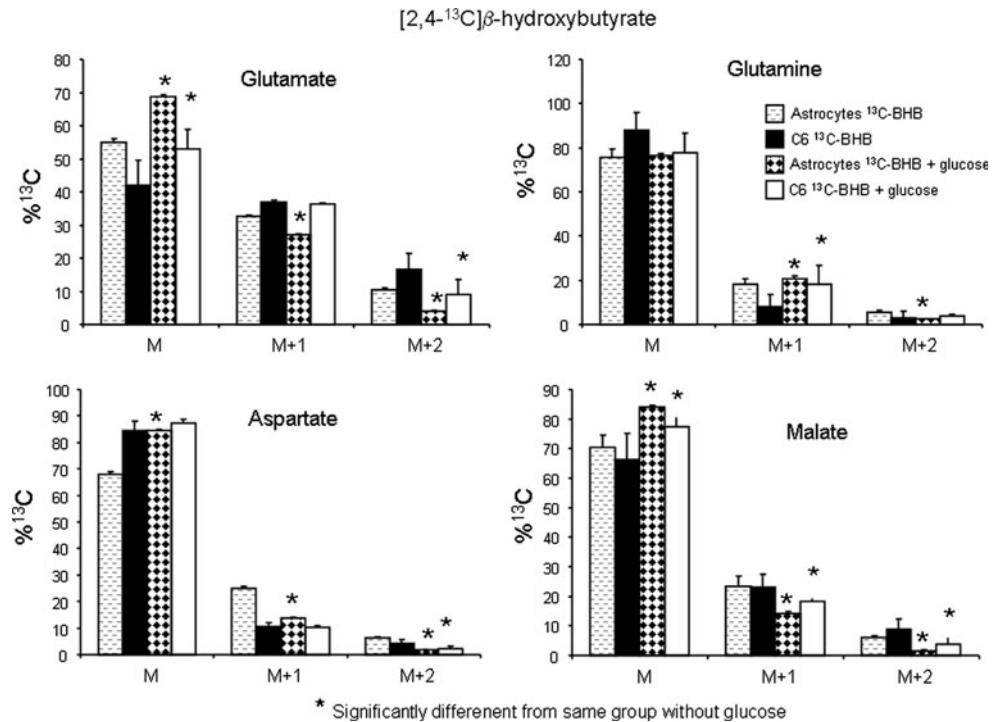 [2,4-¹³C]β-hydroxybutyrate
Glutamate
%¹³C
80
70
60
50
40
30
20
10
0
M
M+1
M+2
*
*
*
*
*
Glutamine
Astrocytes ¹³C-BHB
C6 ¹³C-BHB
Astrocytes ¹³C-BHB + glucose
C6 ¹³C-BHB + glucose
%¹³C
120
100
80
60
40
20
0
M
M+1
M+2
*
*
*
Aspartate
%¹³C
100
90
80
70
60
50
40
30
20
10
0
M
M+1
M+2
*
*
*
*
Malate
%¹³C
90
80
70
60
50
40
30
20
10
0
M
M+1
M+2
*
*
*
*
*
*
* Significantly differenent from same group without glucose